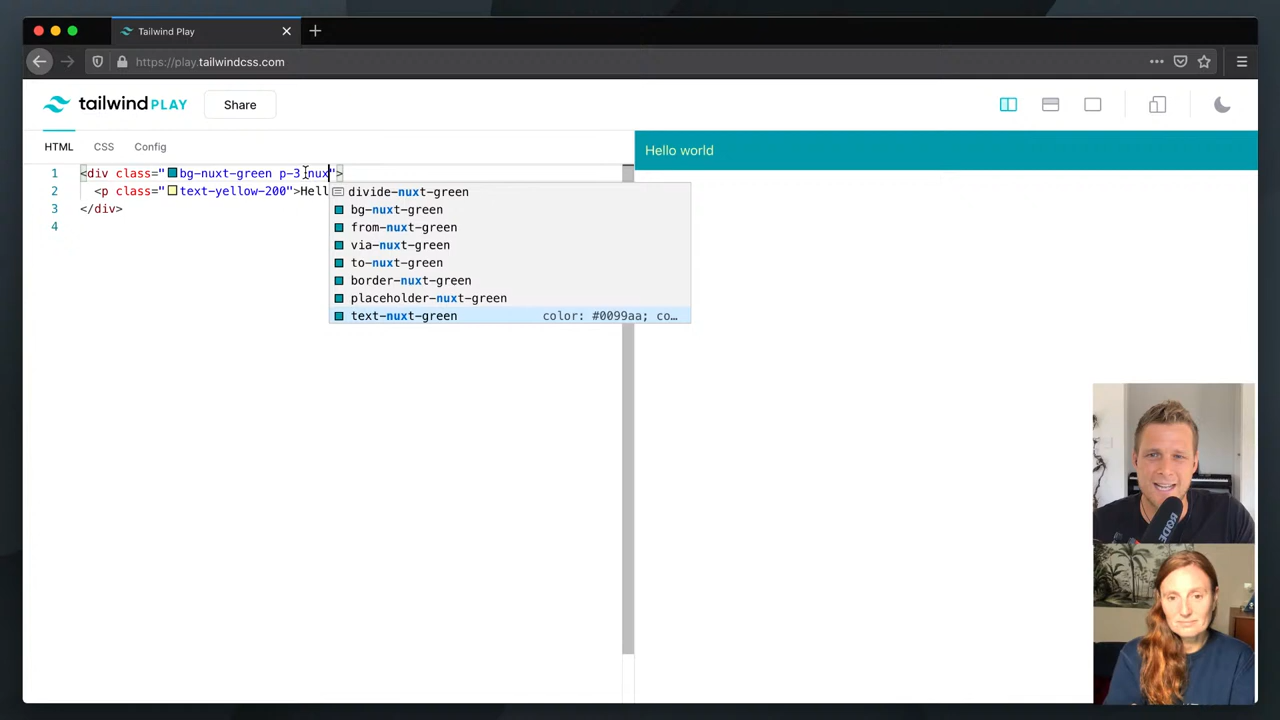 Tailwind Play
https://play.tailwindcss.com
tailwind PLAY
Share
HTML CSS Config
1 <div class="bg-nuxt-green p-3 nux">
2 <p class="text-yellow-200">Hell
3 </div>
4
divide-nuxt-green
bg-nuxt-green
from-nuxt-green
via-nuxt-green
to-nuxt-green
border-nuxt-green
placeholder-nuxt-green
text-nuxt-green color: #0099aa; co…
Hello world
RODE